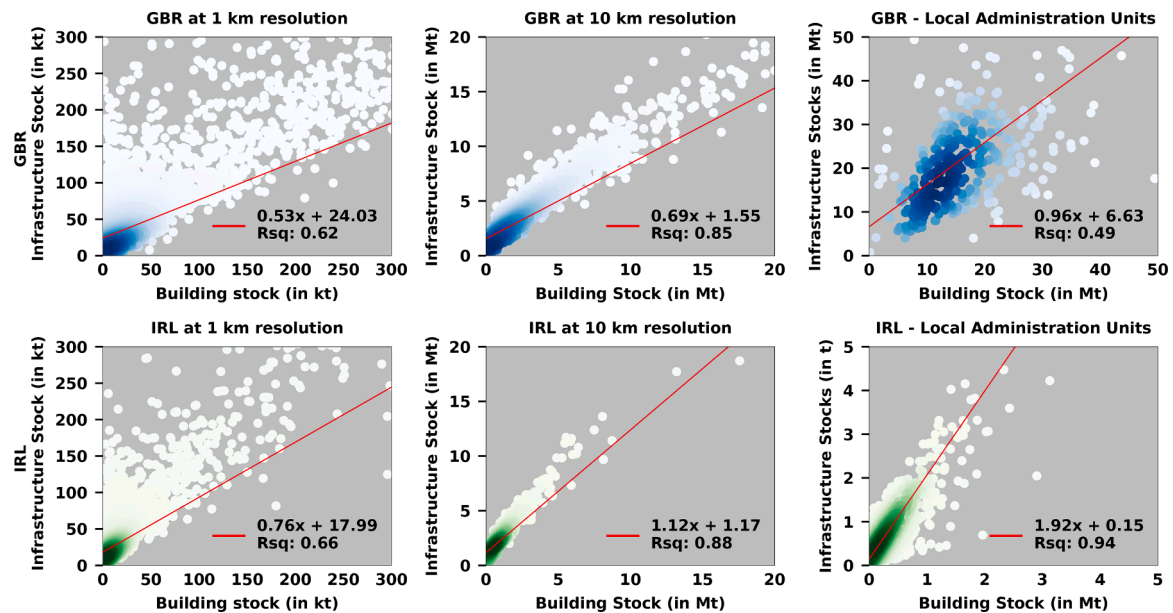 GBR at 1 km resolution
GBR at 10 km resolution
GBR - Local Administration Units
GBR
Infrastructure Stock (in kt)
300
250
200
150
100
50
0
0 50 100 150 200 250 300
Building stock (in kt)
0.53x + 24.03
Rsq: 0.62
Infrastructure Stock (in Mt)
20
15
10
5
0
0 5 10 15 20
Building Stock (in Mt)
0.69x + 1.55
Rsq: 0.85
Infrastructure Stocks (in Mt)
50
40
30
20
10
0
0 10 20 30 40 50
Building Stock (in Mt)
0.96x + 6.63
Rsq: 0.49
IRL at 1 km resolution
IRL at 10 km resolution
IRL - Local Administration Units
IRL
Infrastructure Stock (in kt)
300
250
200
150
100
50
0
0 50 100 150 200 250 300
Building stock (in kt)
0.76x + 17.99
Rsq: 0.66
Infrastructure Stock (in Mt)
20
15
10
5
0
0 5 10 15 20
Building Stock (in Mt)
1.12x + 1.17
Rsq: 0.88
Infrastructure Stocks (in t)
5
4
3
2
1
0
0 1 2 3 4 5
Building Stock (in Mt)
1.92x + 0.15
Rsq: 0.94